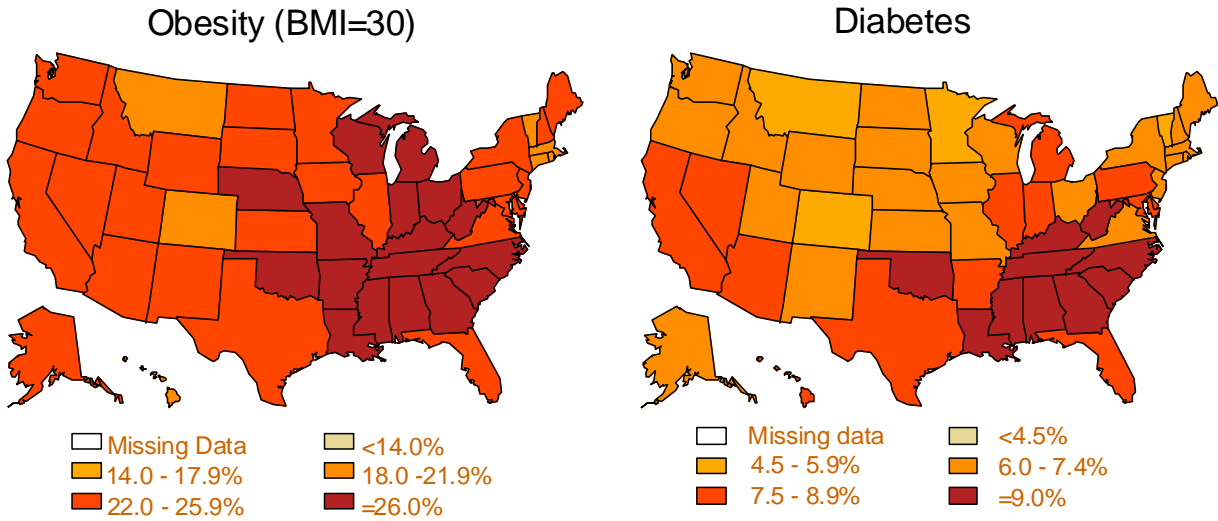 Obesity (BMI=30)
Diabetes
Missing Data
<14.0%
14.0 - 17.9%
18.0 -21.9%
22.0 - 25.9%
=26.0%
Missing data
<4.5%
4.5 - 5.9%
6.0 - 7.4%
7.5 - 8.9%
=9.0%